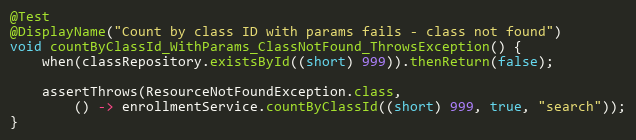 @Test
@DisplayName("Count by class ID with params fails - class not found")
void countByClassId_WithParams_ClassNotFound_ThrowsException() {
    when(classRepository.existsById((short) 999)).thenReturn(false);

    assertThrows(ResourceNotFoundException.class,
        () -> enrollmentService.countByClassId((short) 999, true, "search"));
}